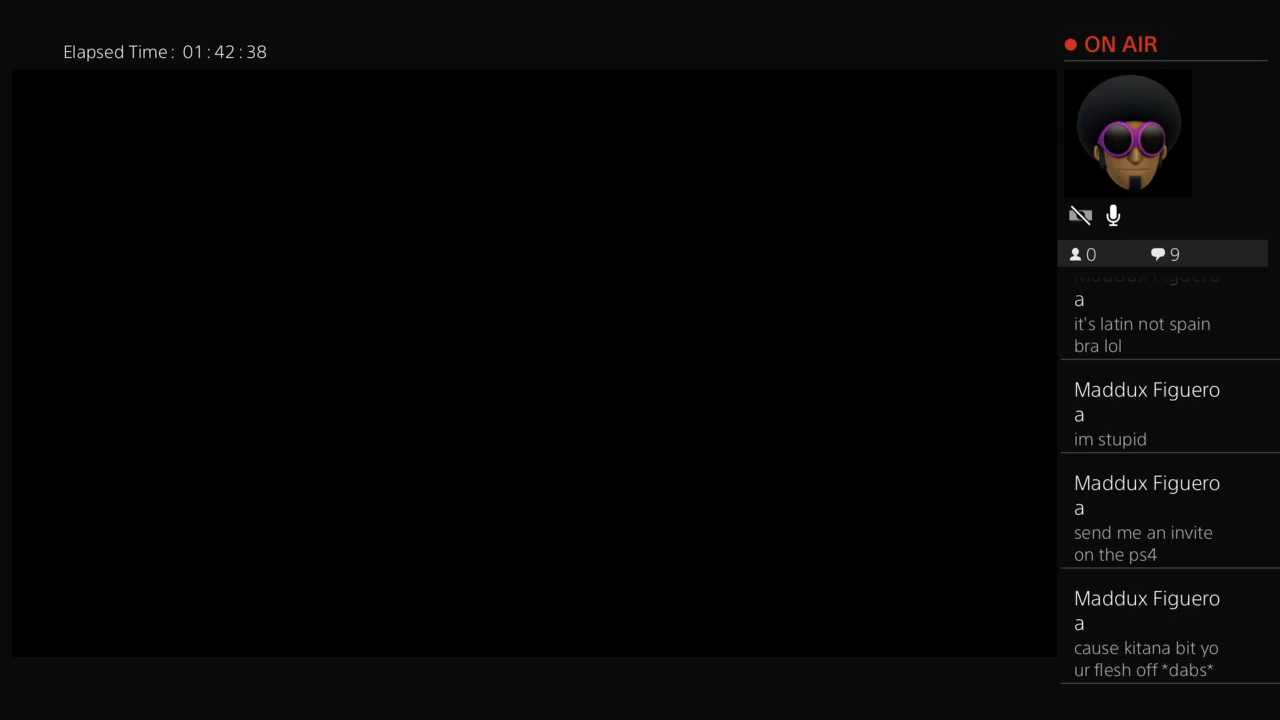 Elapsed Time: 01:42:38
ON AIR
0 9
Maddux Figuero
a
it's latin not spain
bra lol
Maddux Figuero
a
im stupid
Maddux Figuero
a
send me an invite
on the ps4
Maddux Figuero
a
cause kitana bit yo
ur flesh off *dabs*